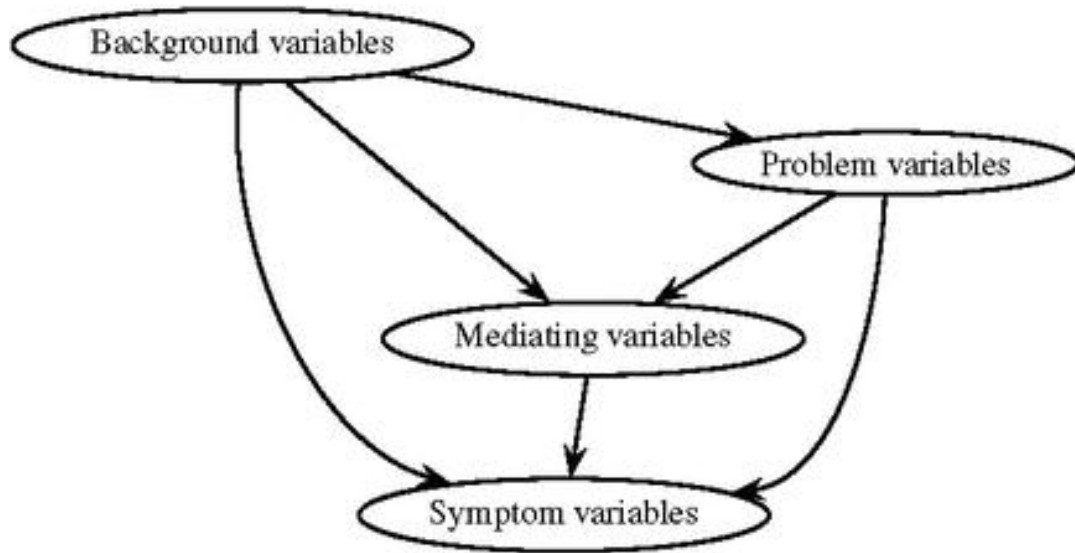 Background variables
Problem variables
Mediating variables
Symptom variables